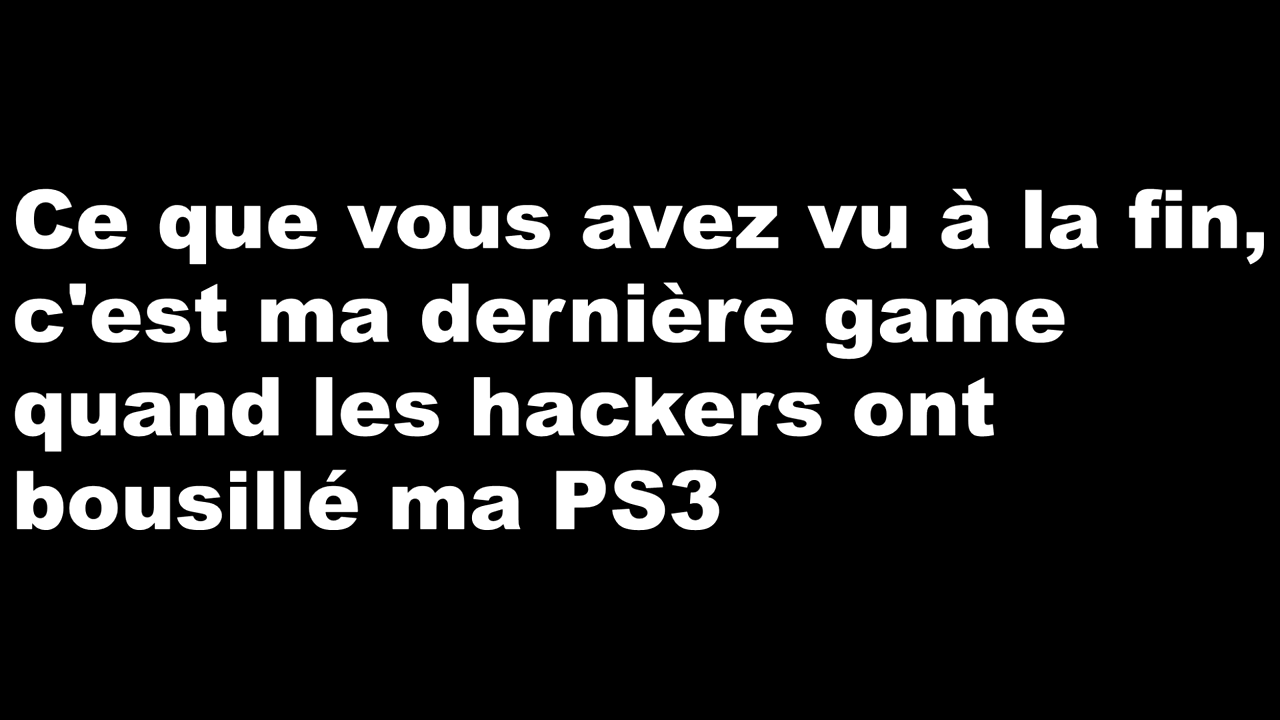 Ce que vous avez vu à la fin,
c'est ma dernière game
quand les hackers ont
bousillé ma PS3